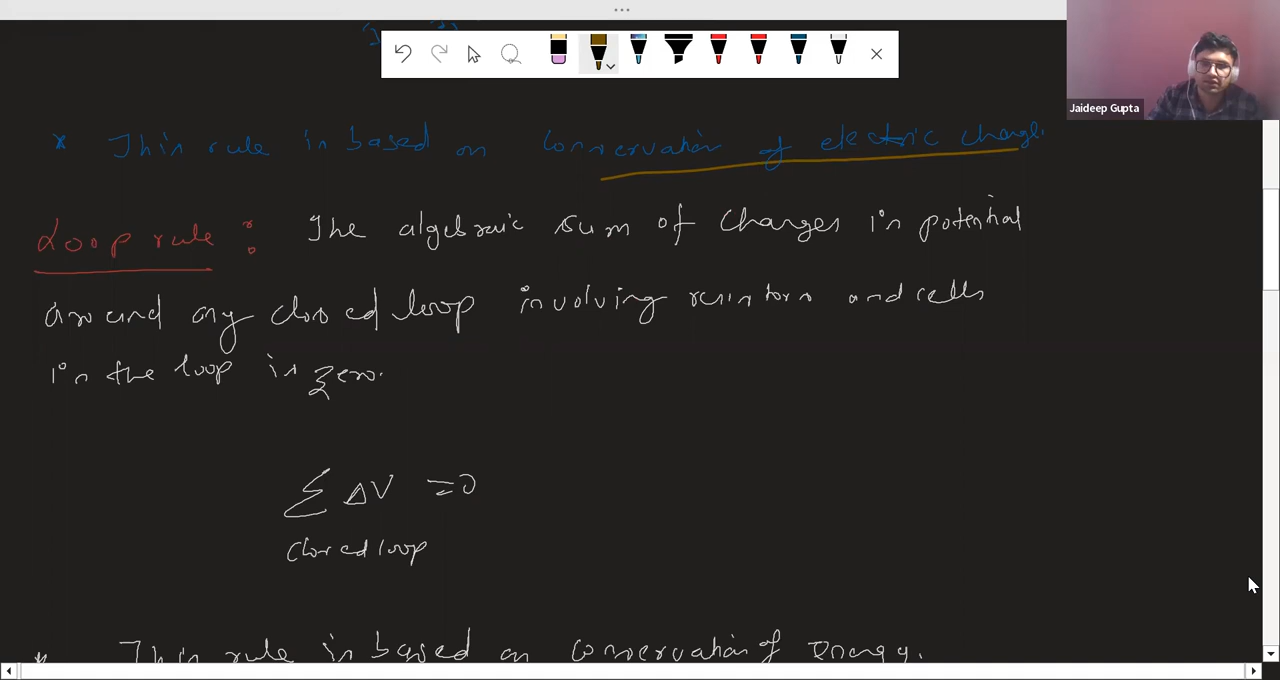 Jaideep Gupta
* This rule is based on conservation of electric charge.
Loop rule : The algebraic sum of changes in potential
around any closed loop involving resistors and cells
in the loop is zero.
Σ ΔV = 0
closed loop
* This rule is based on conservation of Energy.